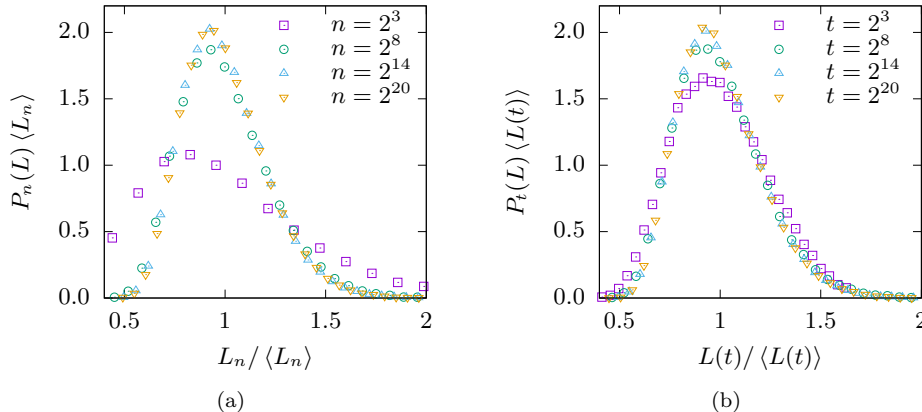 0.0
0.5
1.0
1.5
2.0
0.5 1 1.5 2
P_n(L) ⟨L_n⟩
L_n/ ⟨L_n⟩
n = 2^3
n = 2^8
n = 2^14
n = 2^20
(a)
0.0
0.5
1.0
1.5
2.0
0.5 1 1.5 2
P_t(L) ⟨L(t)⟩
L(t)/ ⟨L(t)⟩
t = 2^3
t = 2^8
t = 2^14
t = 2^20
(b)